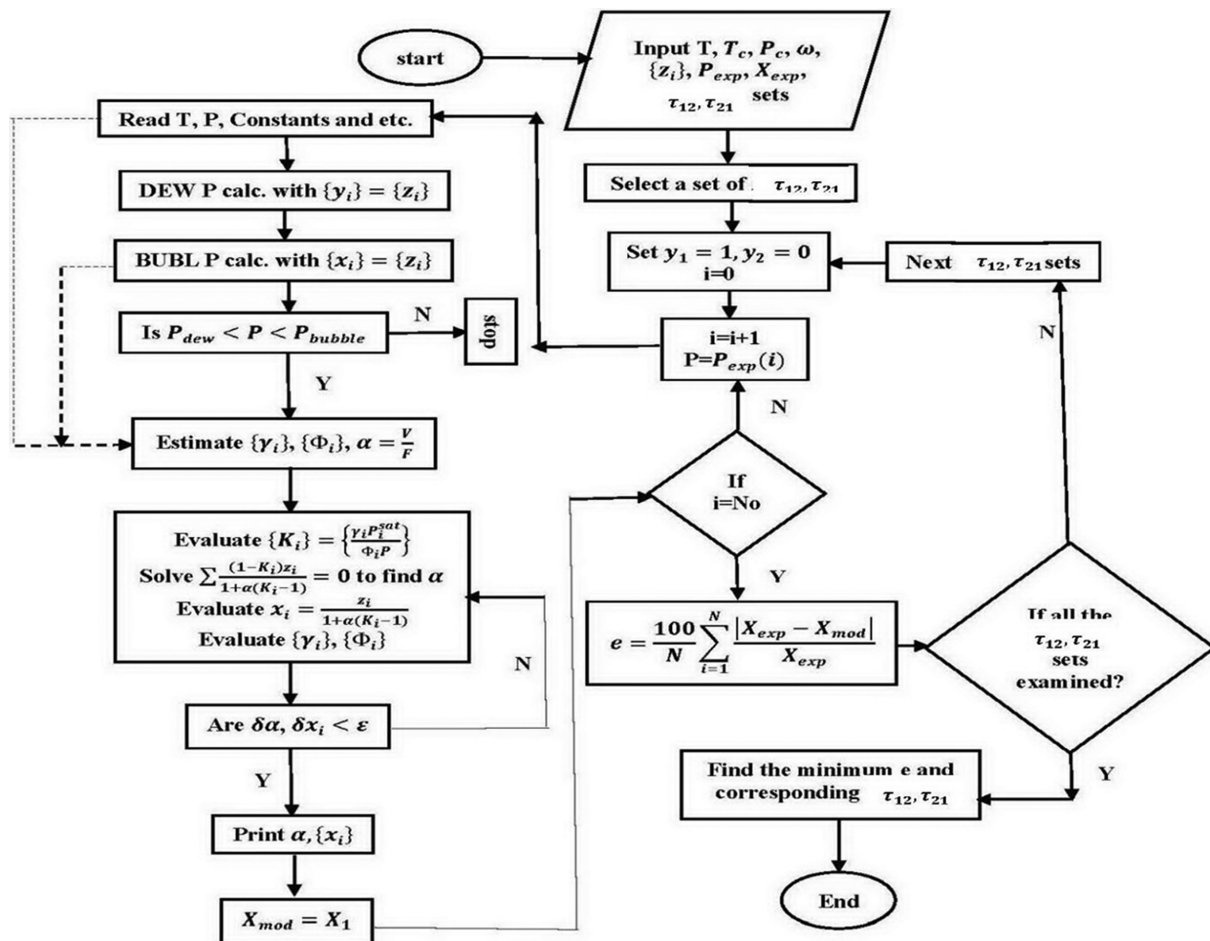 start
Input T, T_c, P_c, ω,
{z_i}, P_exp, X_exp,
τ_12, τ_21 sets
Select a set of τ_12, τ_21
Set y_1 = 1, y_2 = 0
i=0
Next τ_12, τ_21 sets
i=i+1
P=P_exp(i)
Read T, P, Constants and etc.
DEW P calc. with {y_i} = {z_i}
BUBL P calc. with {x_i} = {z_i}
Is P_dew < P < P_bubble
N
stop
Y
Estimate {γ_i}, {Φ_i}, α = V/F
Evaluate {K_i} = {γ_i P_i^sat / Φ_i P}
Solve ∑ (1-K_i)z_i / 1+α(K_i-1) = 0 to find α
Evaluate x_i = z_i / 1+α(K_i-1)
Evaluate {γ_i}, {Φ_i}
N
Are δα, δx_i < ε
Y
Print α, {x_i}
X_mod = X_1
N
If
i=No
Y
e = 100/N ∑_{i=1}^{N} |X_exp − X_mod| / X_exp
N
If all the
τ_12, τ_21
sets
examined?
Y
Find the minimum e and
corresponding τ_12, τ_21
End